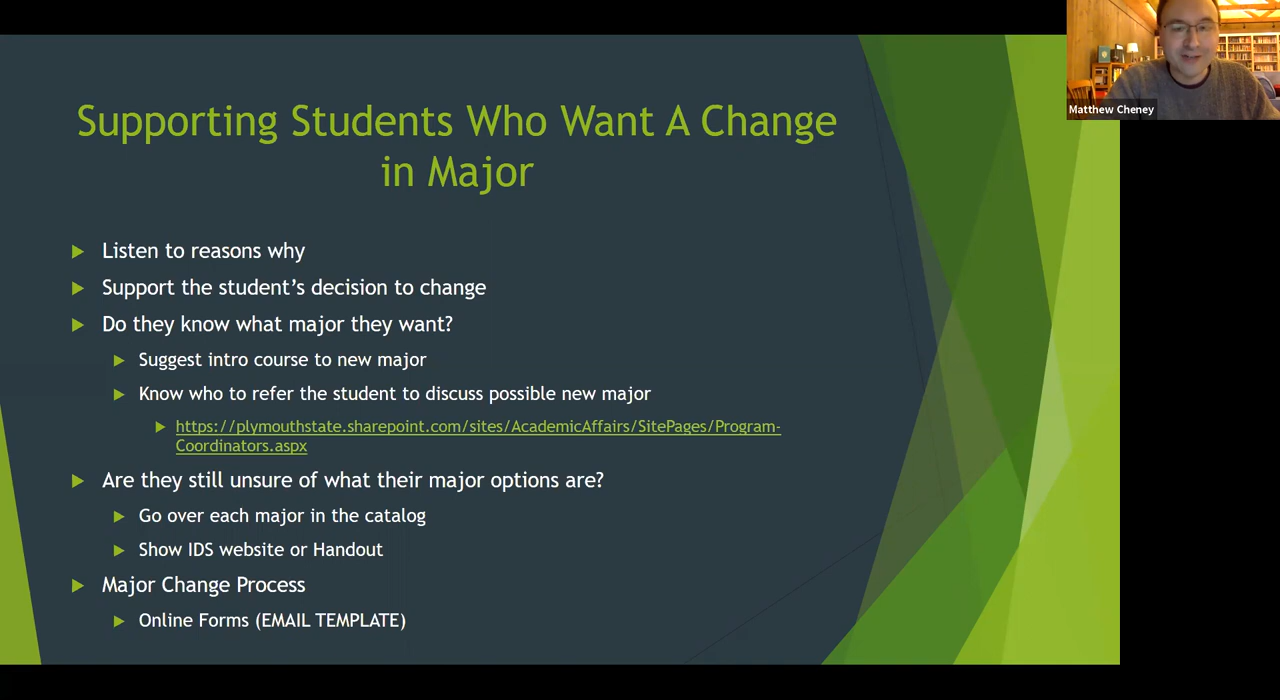 Supporting Students Who Want A Change
in Major
Listen to reasons why
Support the student’s decision to change
Do they know what major they want?
Suggest intro course to new major
Know who to refer the student to discuss possible new major
https://plymouthstate.sharepoint.com/sites/AcademicAffairs/SitePages/Program-
Coordinators.aspx
Are they still unsure of what their major options are?
Go over each major in the catalog
Show IDS website or Handout
Major Change Process
Online Forms (EMAIL TEMPLATE)
Matthew Cheney